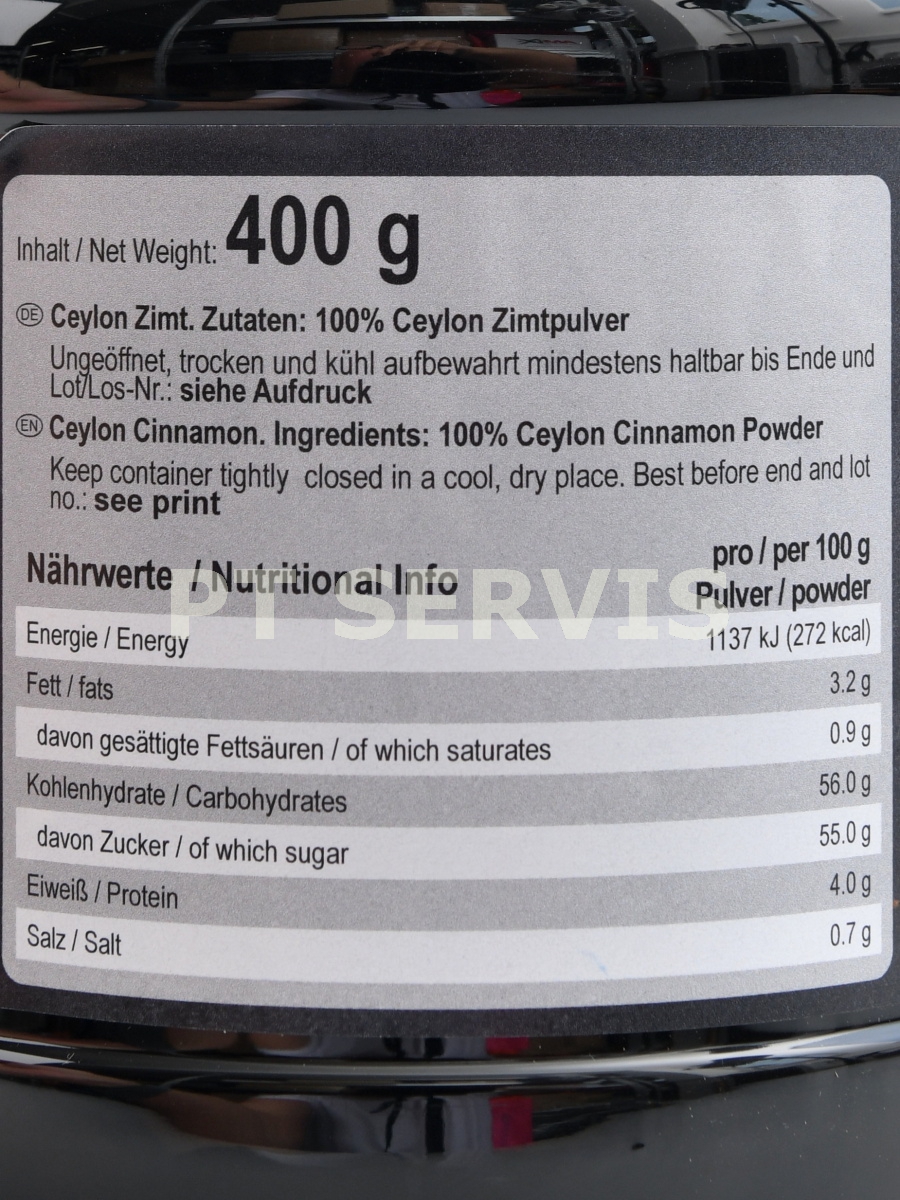 Inhalt / Net Weight: 400 g
DE Ceylon Zimt. Zutaten: 100% Ceylon Zimtpulver
Ungeöffnet, trocken und kühl aufbewahrt mindestens haltbar bis Ende und
Lot/Los-Nr.: siehe Aufdruck
EN Ceylon Cinnamon. Ingredients: 100% Ceylon Cinnamon Powder
Keep container tightly closed in a cool, dry place. Best before end and lot
no.: see print
Nährwerte / Nutritional Info pro / per 100 g
Pulver / powder
PT SERVIS
Energie / Energy 1137 kJ (272 kcal)
Fett / fats 3.2 g
davon gesättigte Fettsäuren / of which saturates 0.9 g
Kohlenhydrate / Carbohydrates 56.0 g
davon Zucker / of which sugar 55.0 g
Eiweiß / Protein 4.0 g
Salz / Salt 0.7 g